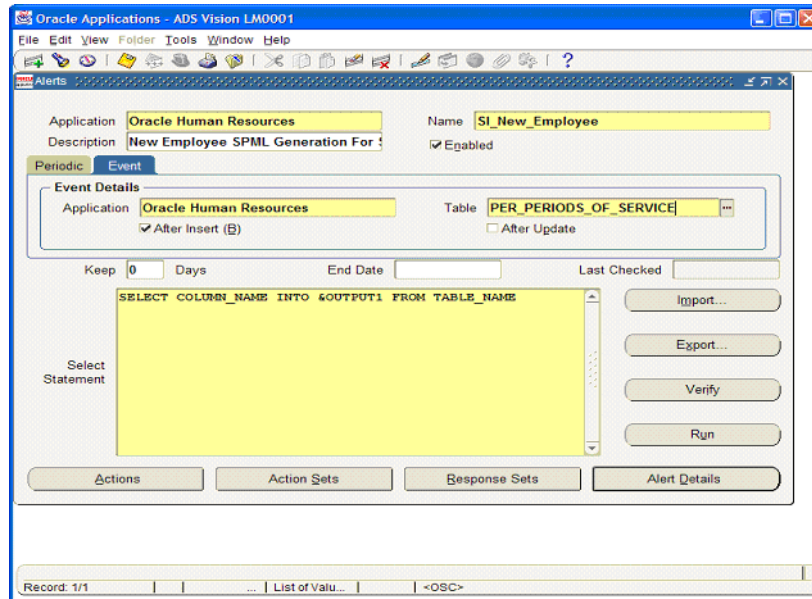 Oracle Applications - ADS Vision LM0001
File Edit View Folder Tools Window Help
Alerts
Application Oracle Human Resources Name SI_New_Employee
Description New Employee SPML Generation For Enabled
Periodic Event
Event Details
Application Oracle Human Resources Table PER_PERIODS_OF_SERVICE ...
After Insert (B) After Update
Keep 0 Days End Date Last Checked
SELECT COLUMN_NAME INTO &OUTPUT1 FROM TABLE_NAME
Select
Statement
Import...
Export...
Verify
Run
Actions Action Sets Response Sets Alert Details
Record: 1/1 ... List of Valu... <OSC>